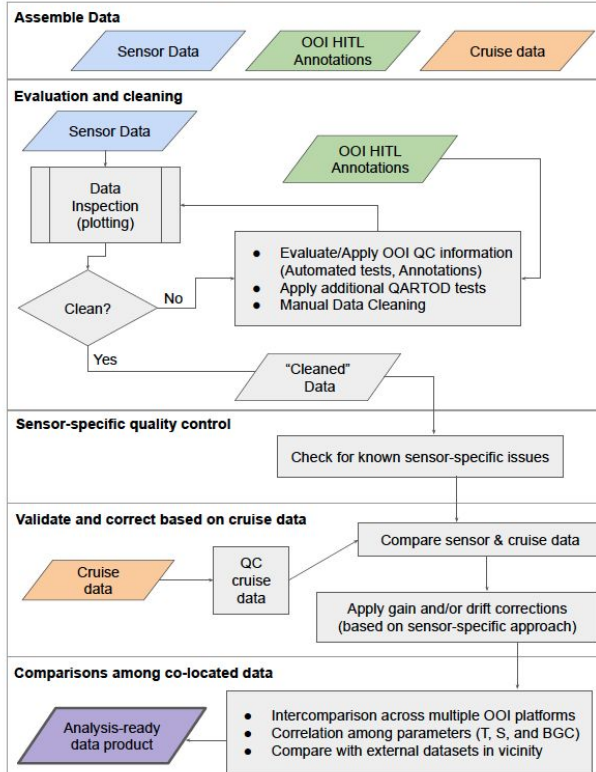 Assemble Data
Sensor Data
OOI HITL
Annotations
Cruise data
Evaluation and cleaning
Sensor Data
OOI HITL
Annotations
Data
Inspection
(plotting)
● Evaluate/Apply OOI QC information
(Automated tests, Annotations)
● Apply additional QARTOD tests
● Manual Data Cleaning
Clean?
No
Yes
“Cleaned”
Data
Sensor-specific quality control
Check for known sensor-specific issues
Validate and correct based on cruise data
Compare sensor & cruise data
Cruise
data
QC
cruise
data
Apply gain and/or drift corrections
(based on sensor-specific approach)
Comparisons among co-located data
Analysis-ready
data product
● Intercomparison across multiple OOI platforms
● Correlation among parameters (T, S, and BGC)
● Compare with external datasets in vicinity